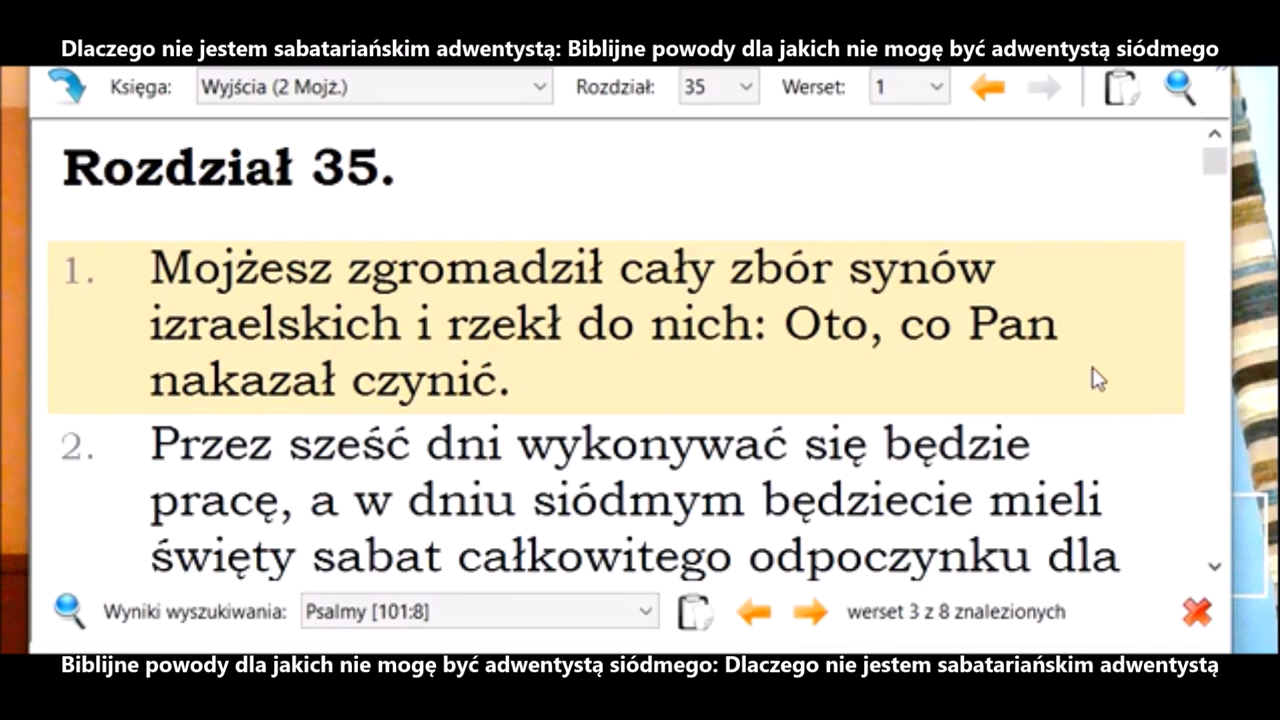 Dlaczego nie jestem sabatariańskim adwentystą: Biblijne powody dla jakich nie mogę być adwentystą siódmego
Księga: Wyjścia (2 Mojż.) Rozdział: 35 Werset: 1
Rozdział 35.
1. Mojżesz zgromadził cały zbór synów
izraelskich i rzekł do nich: Oto, co Pan
nakazał czynić.
2. Przez sześć dni wykonywać się będzie
pracę, a w dniu siódmym będziecie mieli
święty sabat całkowitego odpoczynku dla
Wyniki wyszukiwania: Psalmy [101:8] werset 3 z 8 znalezionych
Biblijne powody dla jakich nie mogę być adwentystą siódmego: Dlaczego nie jestem sabatariańskim adwentystą